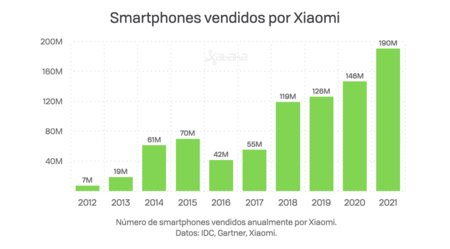 Smartphones vendidos por Xiaomi
200M
160M
120M
80M
40M
Xataka
7M
19M
61M
70M
42M
55M
119M
126M
146M
190M
2012
2013
2014
2015
2016
2017
2018
2019
2020
2021
Número de smartphones vendidos anualmente por Xiaomi.
Datos: IDC, Gartner, Xiaomi.